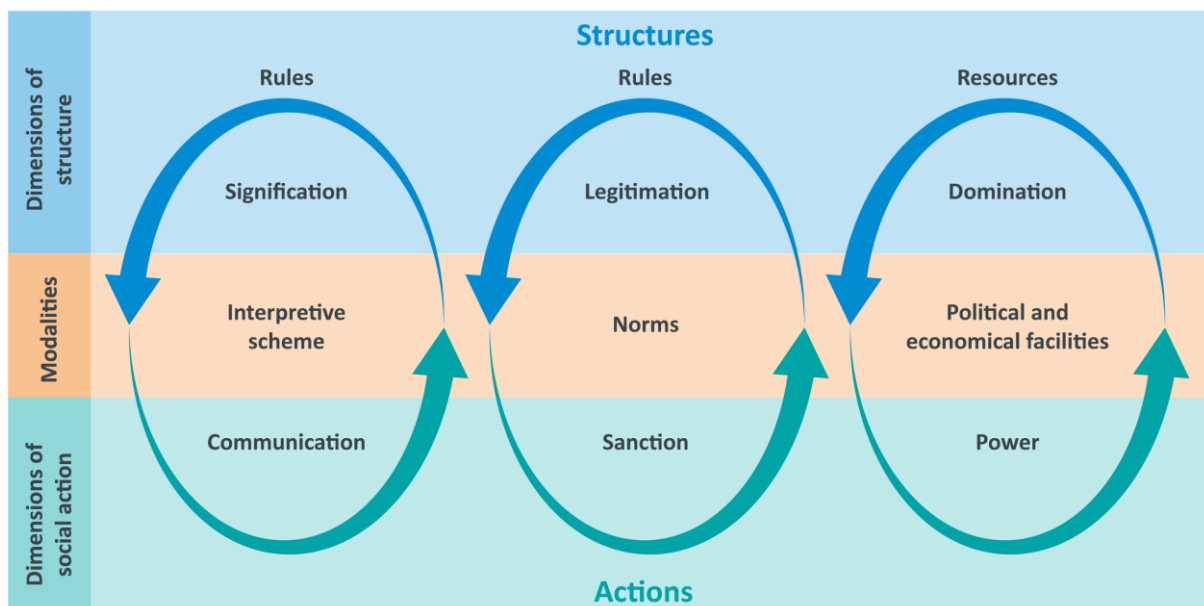 Structures
Dimensions of
structure
Rules
Rules
Resources
Signification
Legitimation
Domination
Modalities
Interpretive
scheme
Norms
Political and
economical facilities
Dimensions of
social action
Communication
Sanction
Power
Actions